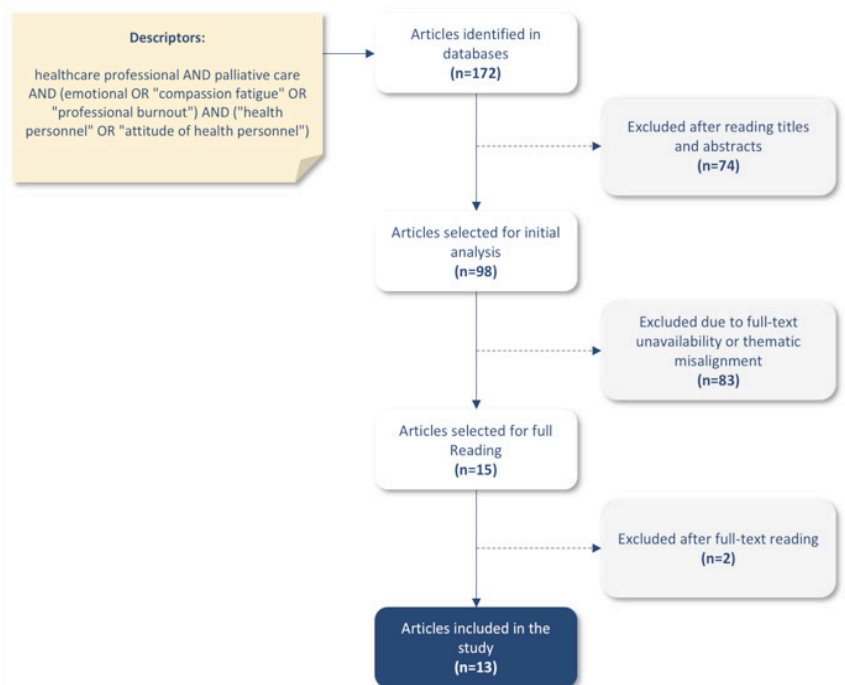 Descriptors:
healthcare professional AND palliative care
AND (emotional OR "compassion fatigue" OR
"professional burnout") AND ("health
personnel" OR "attitude of health personnel")
Articles identified in
databases
(n=172)
Excluded after reading titles
and abstracts
(n=74)
Articles selected for initial
analysis
(n=98)
Excluded due to full-text
unavailability or thematic
misalignment
(n=83)
Articles selected for full
Reading
(n=15)
Excluded after full-text reading
(n=2)
Articles included in the
study
(n=13)